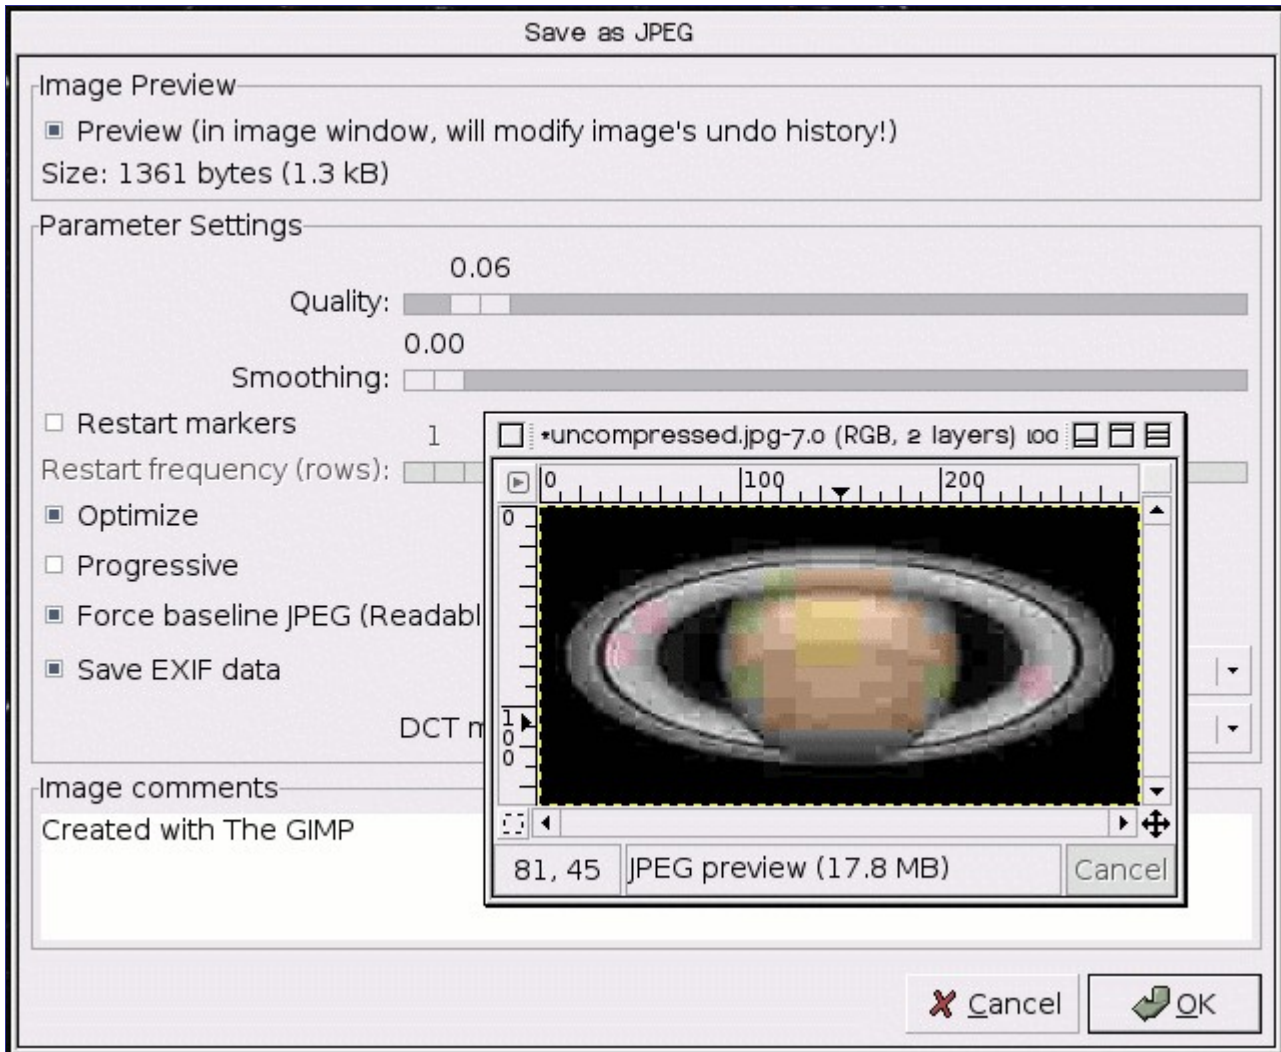 Save as JPEG
Image Preview
Preview (in image window, will modify image's undo history!)
Size: 1361 bytes (1.3 kB)
Parameter Settings
0.06
Quality:
0.00
Smoothing:
Restart markers
1
Restart frequency (rows):
Optimize
Progressive
Force baseline JPEG (Readabl
Save EXIF data
DCT m
*uncompressed.jpg-7.0 (RGB, 2 layers) 100
0 100 200
0
100
81, 45 JPEG preview (17.8 MB) Cancel
Image comments
Created with The GIMP
Cancel OK